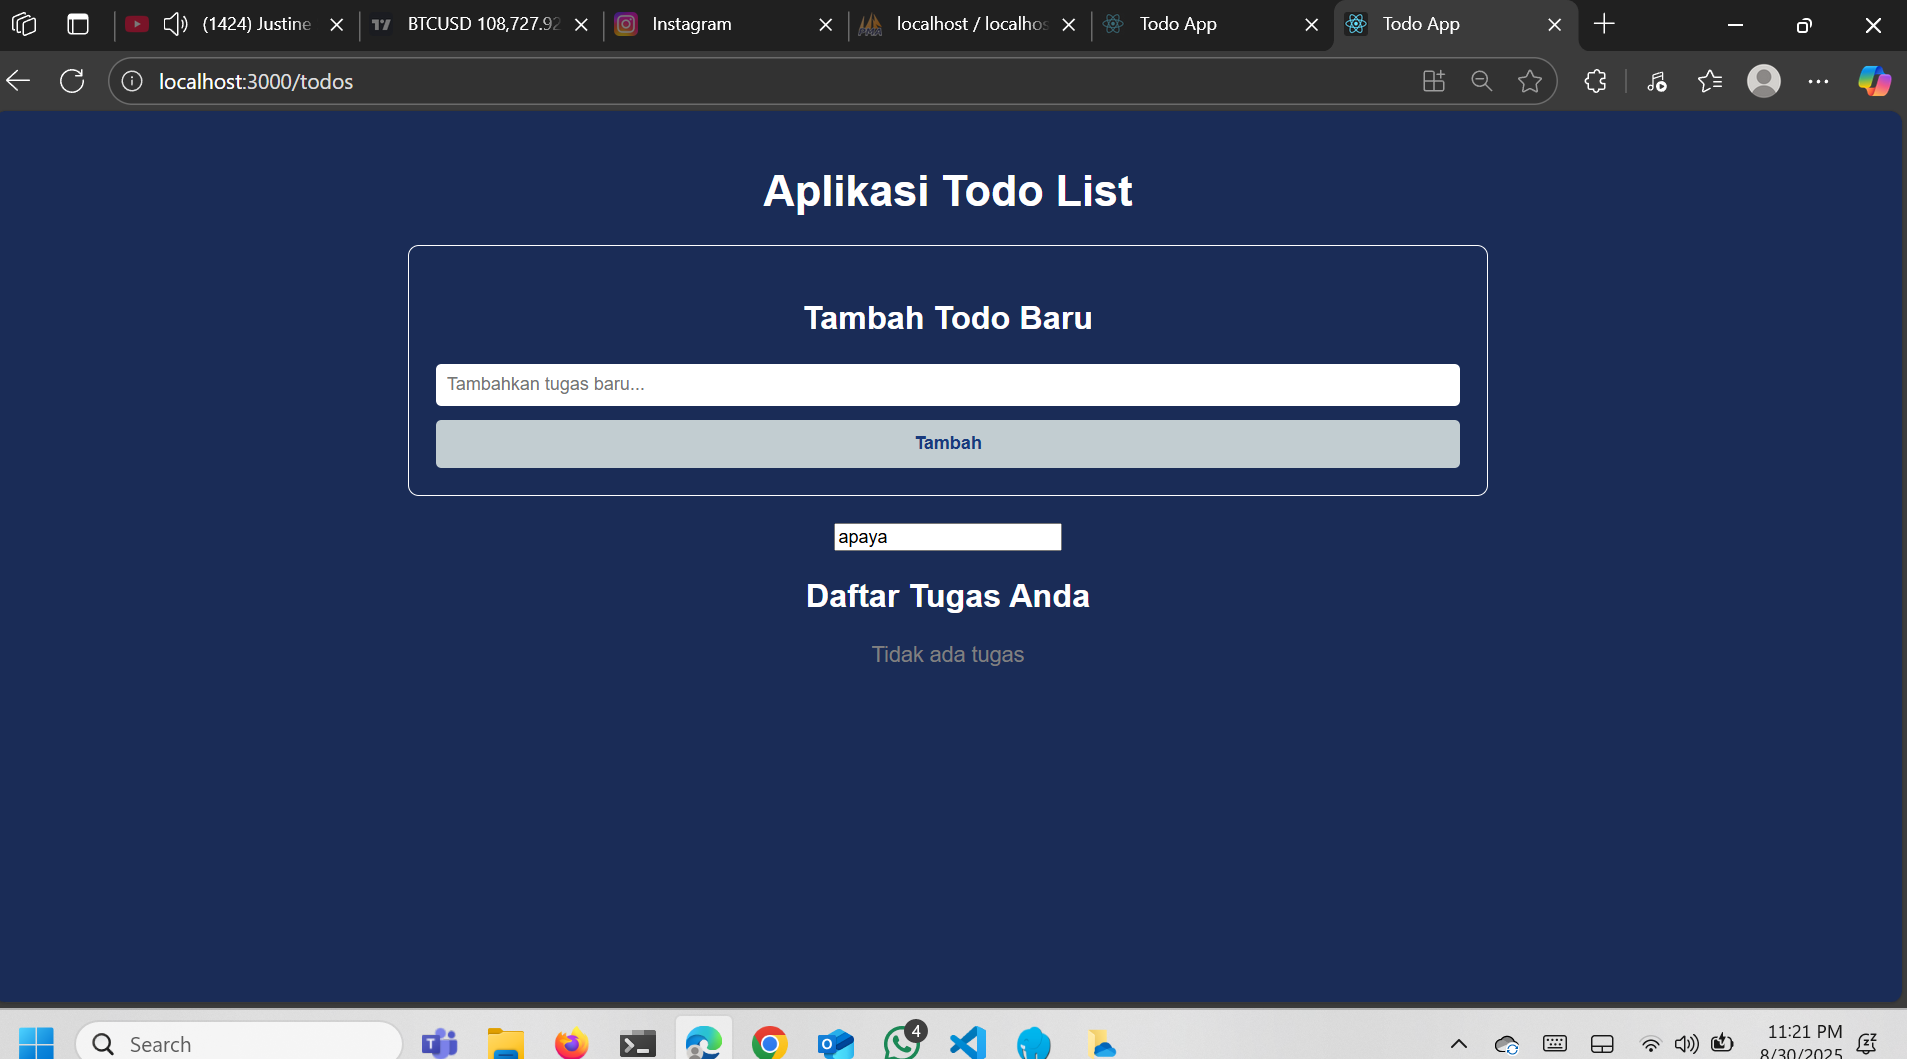 (1424) Justine
BTCUSD 108,727.92
Instagram
localhost / localhos
Todo App
Todo App
localhost:3000/todos
Aplikasi Todo List
Tambah Todo Baru
Tambahkan tugas baru...
Tambah
apaya
Daftar Tugas Anda
Tidak ada tugas
Search
4
11:21 PM
8/30/2025